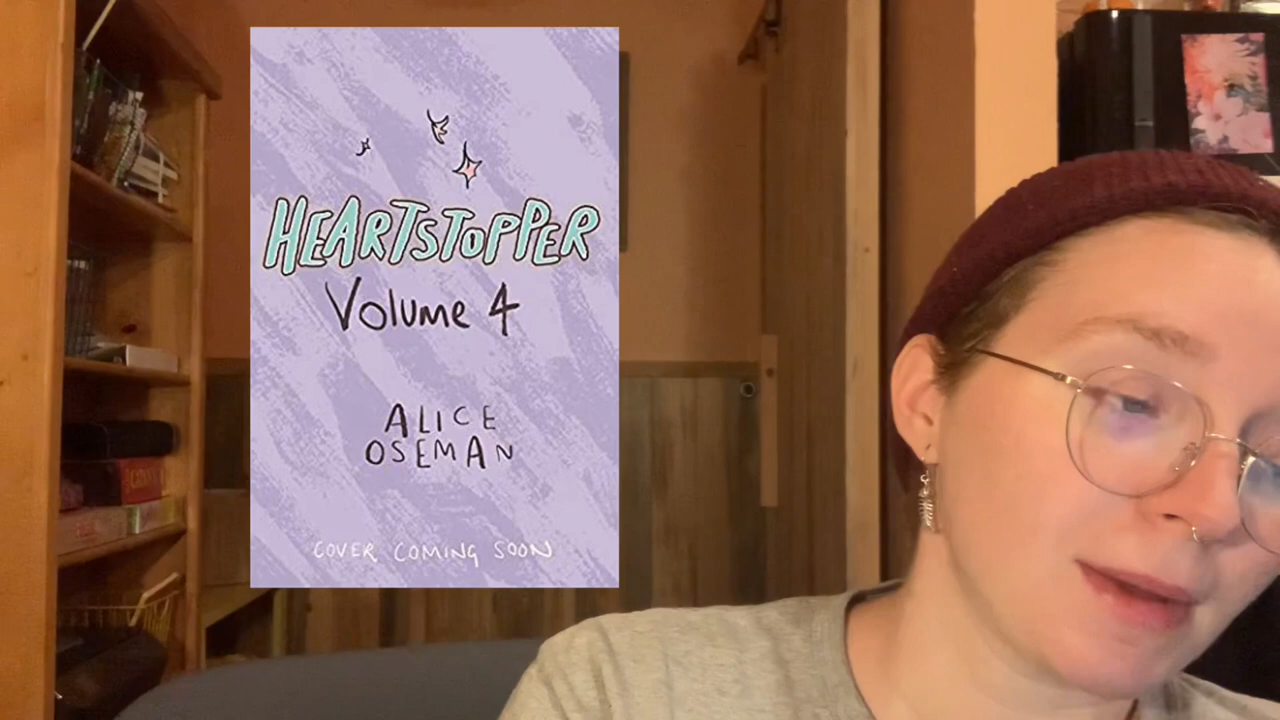 HEARTSTOPPER
Volume 4
ALICE
OSEMAN
COVER COMING SOON